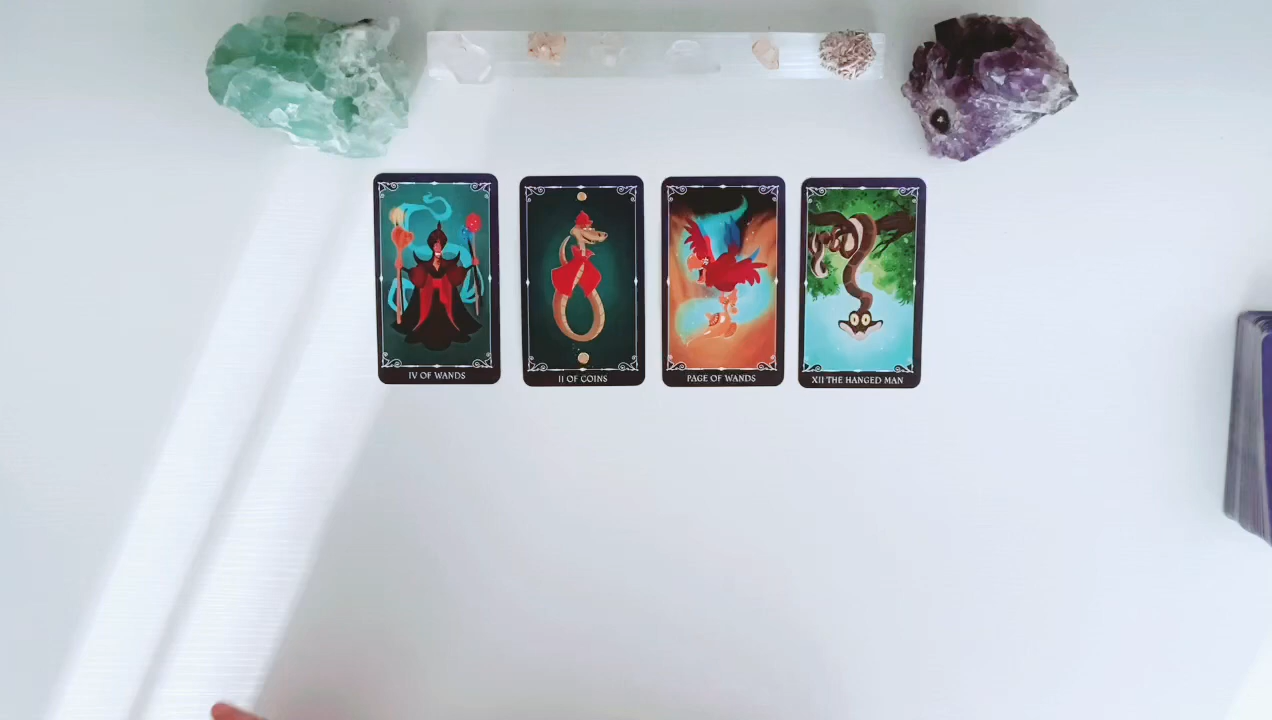 IV OF WANDS
II OF COINS
PAGE OF WANDS
XII THE HANGED MAN